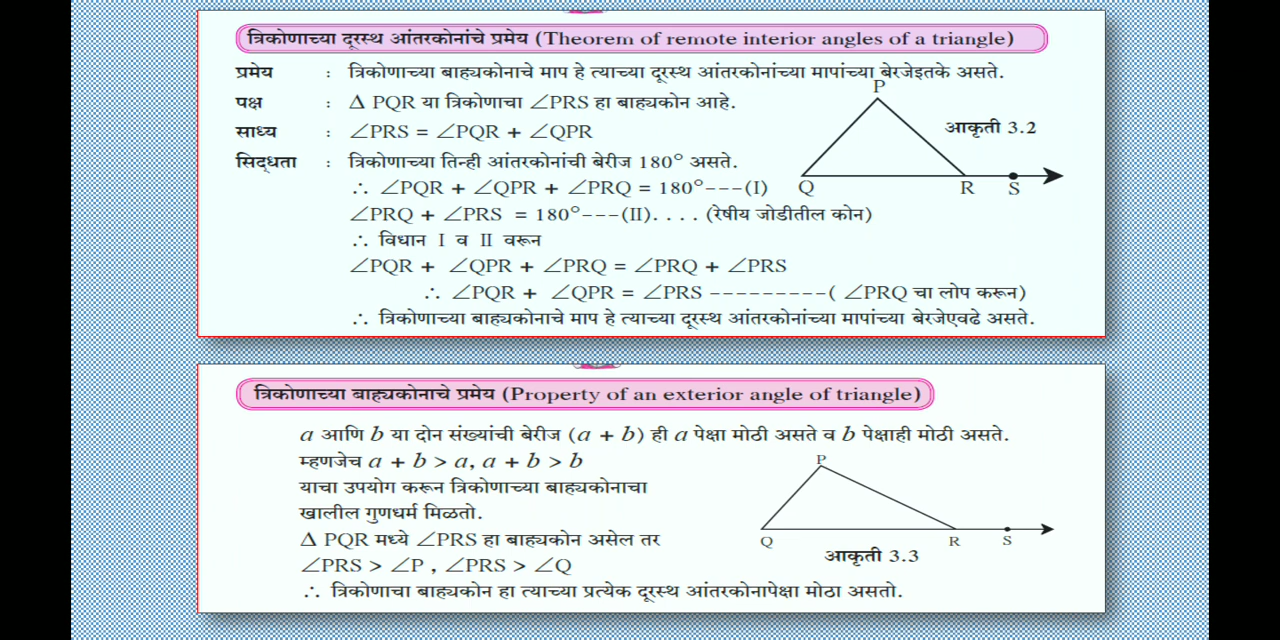 त्रिकोणाच्या दूरस्थ आंतरकोनांचे प्रमेय (Theorem of remote interior angles of a triangle)
प्रमेय : त्रिकोणाच्या बाह्यकोनाचे माप हे त्याच्या दूरस्थ आंतरकोनांच्या मापांच्या बेरजेइतके असते.
पक्ष : Δ PQR या त्रिकोणाचा ∠PRS हा बाह्यकोन आहे.
साध्य : ∠PRS = ∠PQR + ∠QPR
सिद्धता : त्रिकोणाच्या तिन्ही आंतरकोनांची बेरीज 180° असते.
∴ ∠PQR + ∠QPR + ∠PRQ = 180°---(I)
∠PRQ + ∠PRS = 180°---(II). . . . (रेषीय जोडीतील कोन)
∴ विधान I व II वरून
∠PQR + ∠QPR + ∠PRQ = ∠PRQ + ∠PRS
∴ ∠PQR + ∠QPR = ∠PRS ---------( ∠PRQ चा लोप करून)
∴ त्रिकोणाच्या बाह्यकोनाचे माप हे त्याच्या दूरस्थ आंतरकोनांच्या मापांच्या बेरजेएवढे असते.
P
आकृती 3.2
Q R S
त्रिकोणाच्या बाह्यकोनाचे प्रमेय (Property of an exterior angle of triangle)
a आणि b या दोन संख्यांची बेरीज (a + b) ही a पेक्षा मोठी असते व b पेक्षाही मोठी असते.
म्हणजेच a + b > a, a + b > b
याचा उपयोग करून त्रिकोणाच्या बाह्यकोनाचा
खालील गुणधर्म मिळतो.
Δ PQR मध्ये ∠PRS हा बाह्यकोन असेल तर
∠PRS > ∠P , ∠PRS > ∠Q
∴ त्रिकोणाचा बाह्यकोन हा त्याच्या प्रत्येक दूरस्थ आंतरकोनापेक्षा मोठा असतो.
P
Q R S
आकृती 3.3